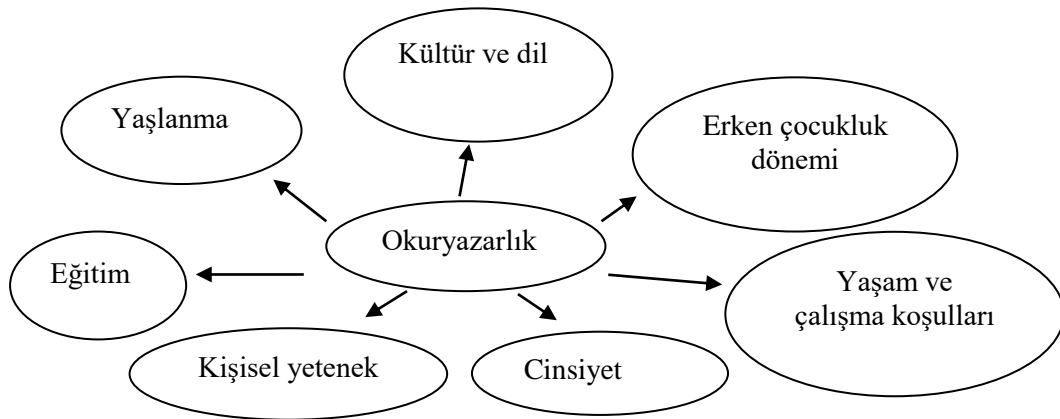 Kültür ve dil
Yaşlanma
Erken çocukluk
dönemi
Okuryazarlık
Eğitim
Yaşam ve
çalışma koşulları
Kişisel yetenek
Cinsiyet